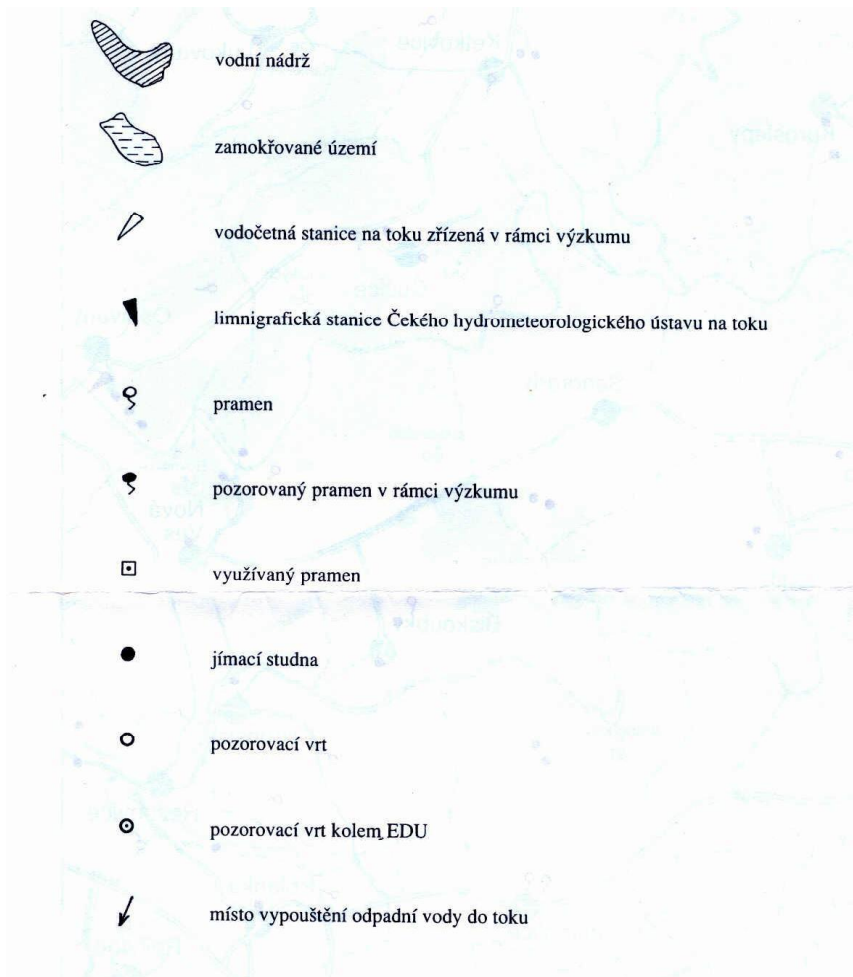 vodní nádrž
zamokřované území
vodočetná stanice na toku zřízená v rámci výzkumu
limnigrafická stanice Čekého hydrometeorologického ústavu na toku
pramen
pozorovaný pramen v rámci výzkumu
využívaný pramen
jímací studna
pozorovací vrt
pozorovací vrt kolem EDU
místo vypouštění odpadní vody do toku